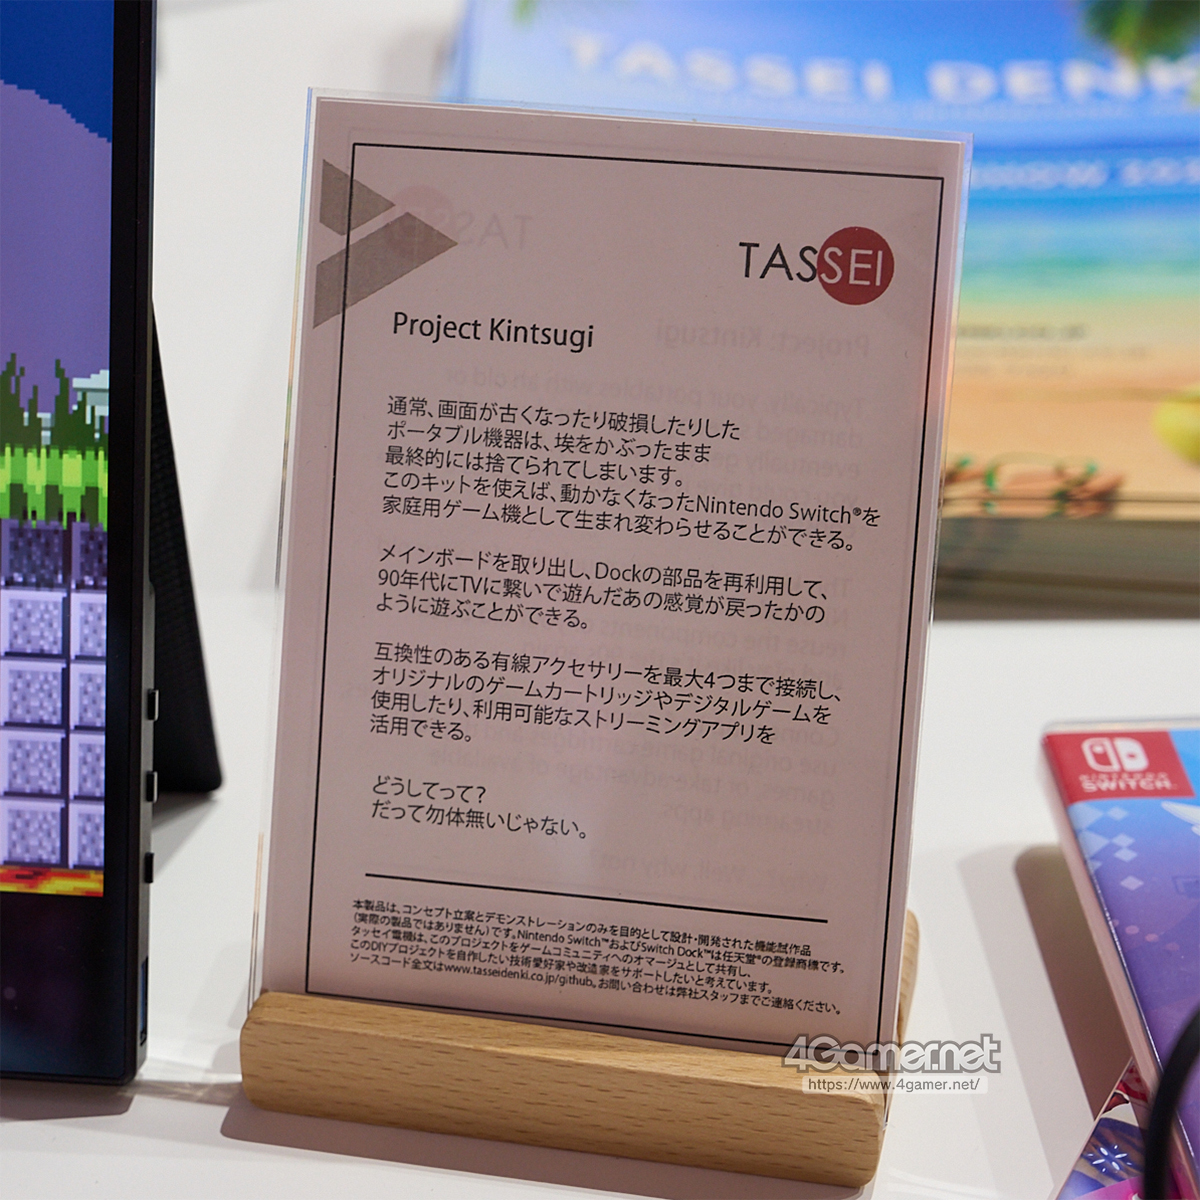 TASSEI DENK
SHOW 202
TASSEI
Project Kintsugi
通常、画面が古くなったり破損したりした
ポータブル機器は、埃をかぶったまま
最終的には捨てられてしまいます。
このキットを使えば、動かなくなったNintendo Switch®を
家庭用ゲーム機として生まれ変わらせることができる。
メインボードを取り出し、Dockの部品を再利用して、
90年代にTVに繋いで遊んだあの感覚が戻ったかの
ように遊ぶことができる。
互換性のある有線アクセサリーを最大4つまで接続し、
オリジナルのゲームカートリッジやデジタルゲームを
使用したり、利用可能なストリーミングアプリを
活用できる。
どうしてって?
だって勿体無いじゃない。
本製品は、コンセプト立案とデモンストレーションのみを目的として設計・開発された機能試作品
(実際の製品ではありません)です。Nintendo Switch™およびSwitch Dock™は任天堂®の登録商標です。
タッセイ電機は、このプロジェクトをゲームコミュニティへのオマージュとして共有し、
このDIYプロジェクトを自作したい技術愛好家や改造家をサポートしたいと考えています。
ソースコード全文はwww.tasseidenki.co.jp/github。お問い合わせは弊社スタッフまでご連絡ください。
NINTENDO
SWITCH
4Gamer.net
https://www.4gamer.net/